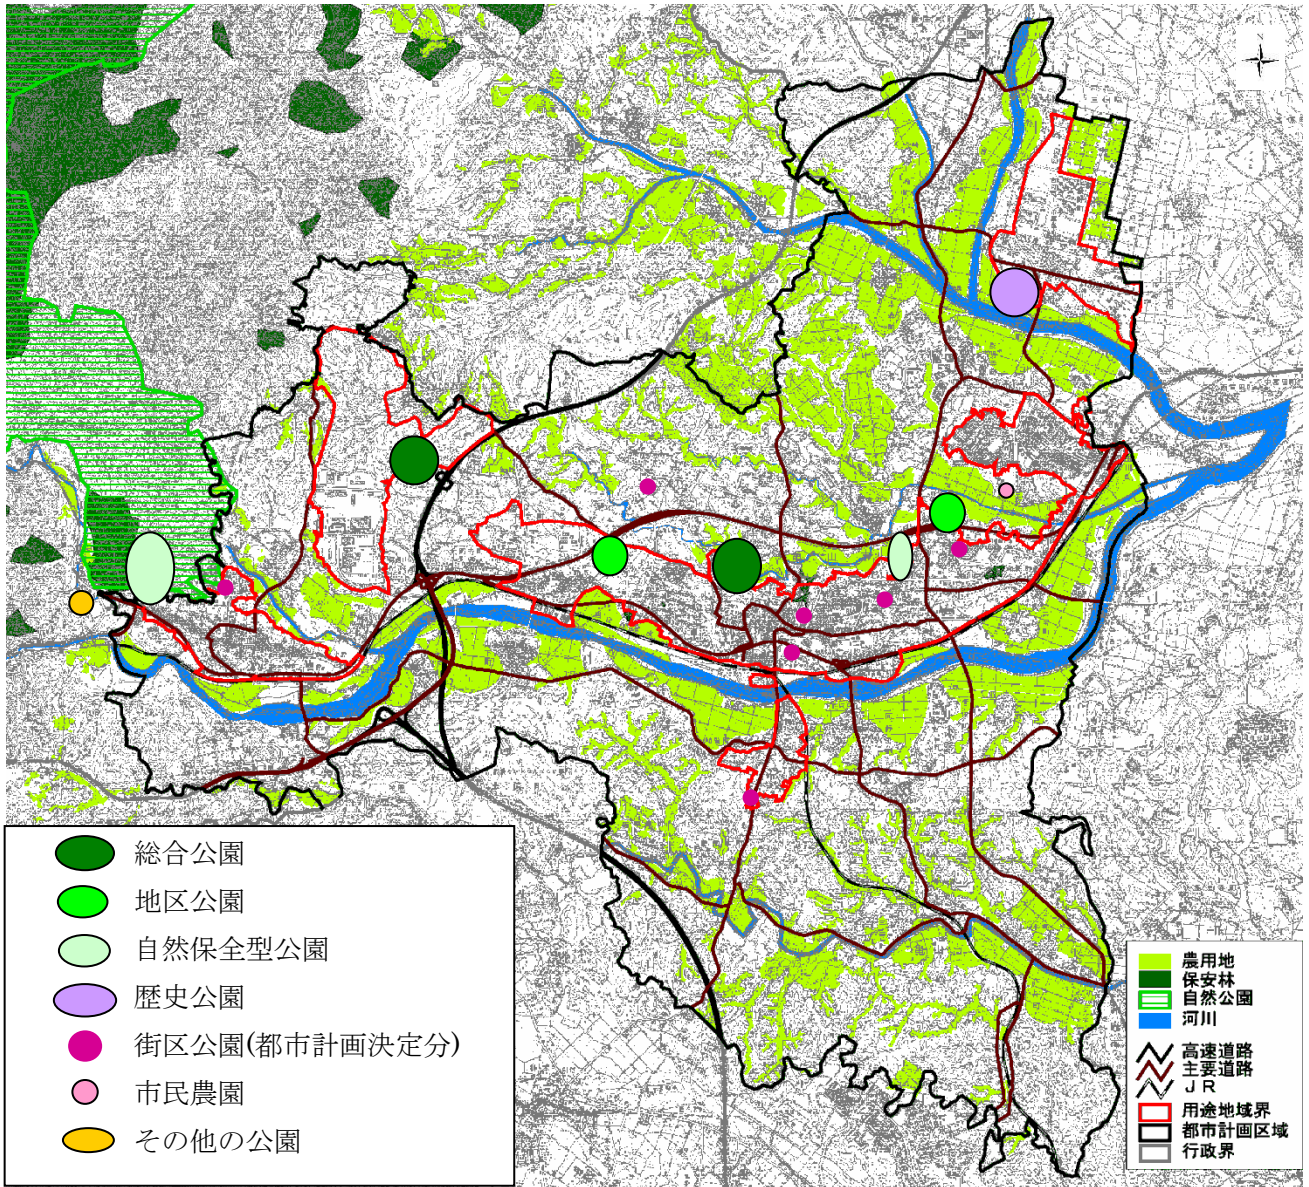 総合公園
地区公園
自然保全型公園
歴史公園
街区公園(都市計画決定分)
市民農園
その他の公園
農用地
保安林
自然公園
河川
高速道路
主要道路
ＪＲ
用途地域界
都市計画区域
行政界